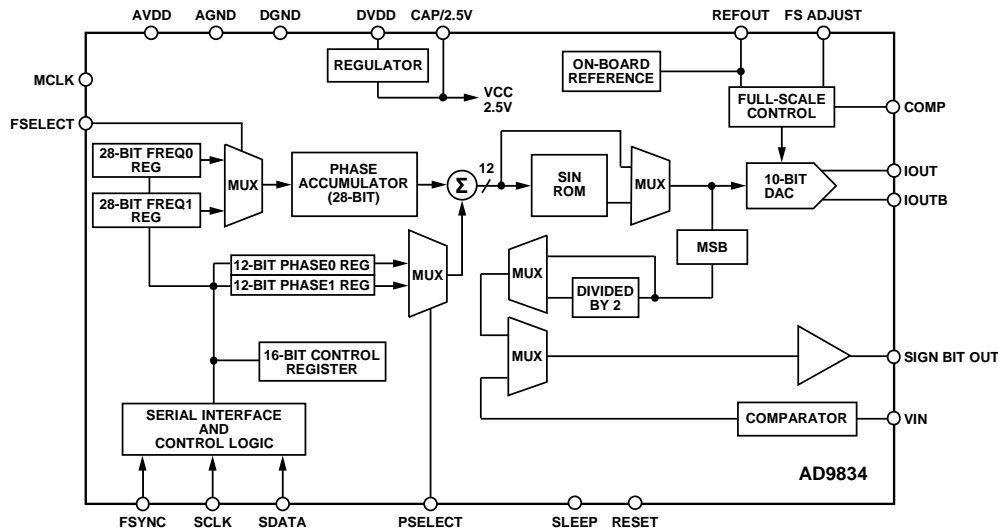 AVDD
AGND
DGND
DVDD
CAP/2.5V
REFOUT
FS ADJUST
MCLK
REGULATOR
VCC
2.5V
ON-BOARD
REFERENCE
FULL-SCALE
CONTROL
COMP
FSELECT
28-BIT FREQ0
REG
28-BIT FREQ1
REG
MUX
PHASE
ACCUMULATOR
(28-BIT)
Σ
12
SIN
ROM
MUX
10-BIT
DAC
IOUT
IOUTB
MSB
12-BIT PHASE0 REG
12-BIT PHASE1 REG
MUX
MUX
DIVIDED
BY 2
16-BIT CONTROL
REGISTER
MUX
SIGN BIT OUT
SERIAL INTERFACE
AND
CONTROL LOGIC
COMPARATOR
VIN
AD9834
FSYNC
SCLK
SDATA
PSELECT
SLEEP
RESET